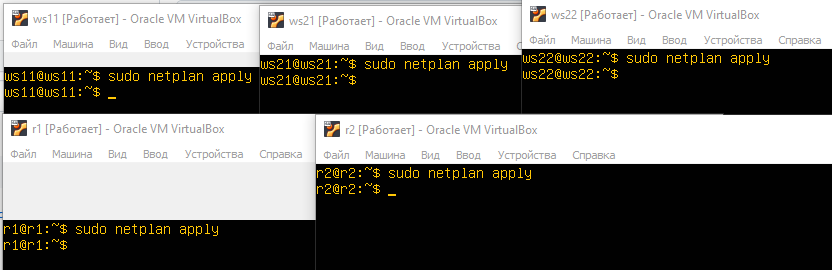 ws11 [Работает] - Oracle VM VirtualBox
Файл Машина Вид Ввод Устройства
ws11@ws11:~$ sudo netplan apply
ws11@ws11:~$ _
ws21 [Работает] - Oracle VM VirtualBox
Файл Машина Вид Ввод Устройства
ws21@ws21:~$ sudo netplan apply
ws21@ws21:~$
ws22 [Работает] - Oracle VM VirtualBox
Файл Машина Вид Ввод Устройства Справка
ws22@ws22:~$ sudo netplan apply
ws22@ws22:~$
r1 [Работает] - Oracle VM VirtualBox
Файл Машина Вид Ввод Устройства Справка
r1@r1:~$ sudo netplan apply
r1@r1:~$
r2 [Работает] - Oracle VM VirtualBox
Файл Машина Вид Ввод Устройства Справка
r2@r2:~$ sudo netplan apply
r2@r2:~$ _